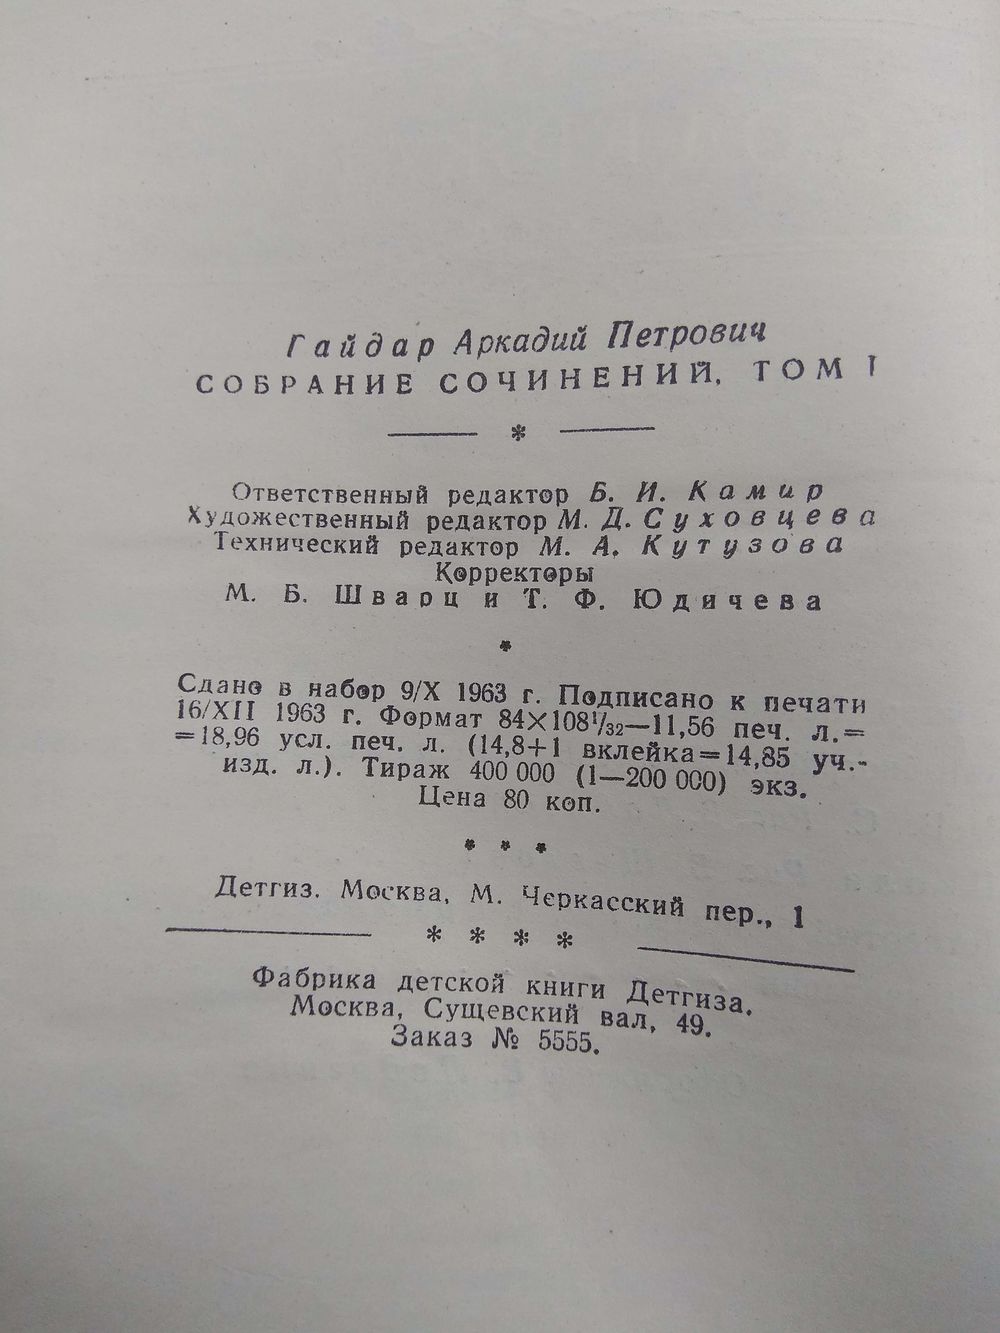 Гайдар Аркадий Петрович
СОБРАНИЕ СОЧИНЕНИЙ, ТОМ I
*
Ответственный редактор Б. И. Камир
Художественный редактор М. Д. Суховцева
Технический редактор М. А. Кутузова
Корректоры
М. Б. Шварц и Т. Ф. Юдичева
*
Сдано в набор 9/X 1963 г. Подписано к печати
16/XII 1963 г. Формат 84×108¹/₃₂—11,56 печ. л.=
=18,96 усл. печ. л. (14,8+1 вклейка=14,85 уч.-
изд. л.). Тираж 400 000 (1—200 000) экз.
Цена 80 коп.
* * *
Детгиз. Москва, М. Черкасский пер., 1
* * * *
Фабрика детской книги Детгиза.
Москва, Сущевский вал, 49.
Заказ № 5555.